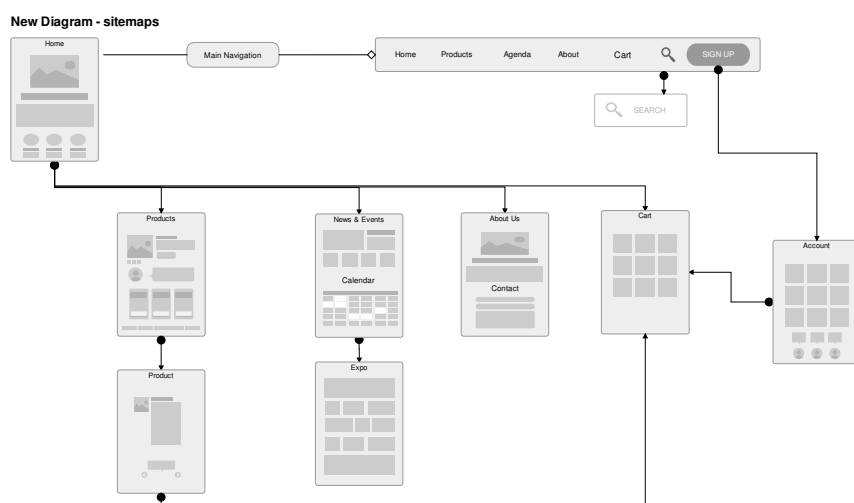 New Diagram - sitemaps
Home
Main Navigation
Home Products Agenda About Cart SIGN UP
SEARCH
Products
News & Events
Calendar
About Us
Contact
Cart
Account
Product
Expo